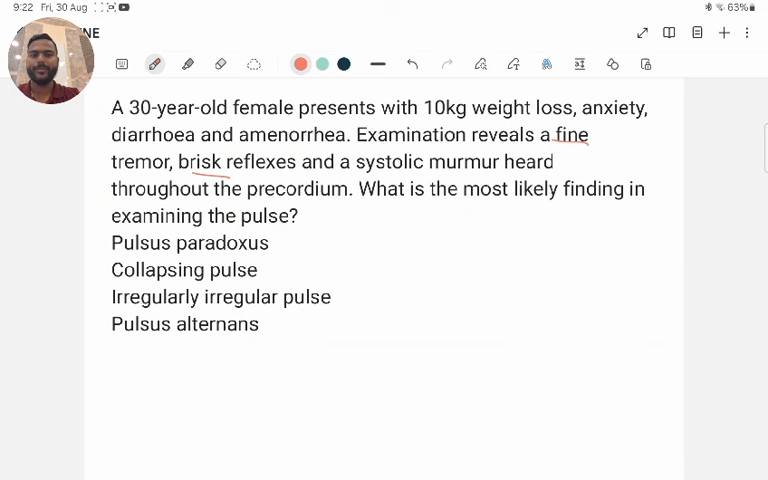 9:22 Fri, 30 Aug 63%
NE
A 30-year-old female presents with 10kg weight loss, anxiety,
diarrhoea and amenorrhea. Examination reveals a fine
tremor, brisk reflexes and a systolic murmur heard
throughout the precordium. What is the most likely finding in
examining the pulse?
Pulsus paradoxus
Collapsing pulse
Irregularly irregular pulse
Pulsus alternans